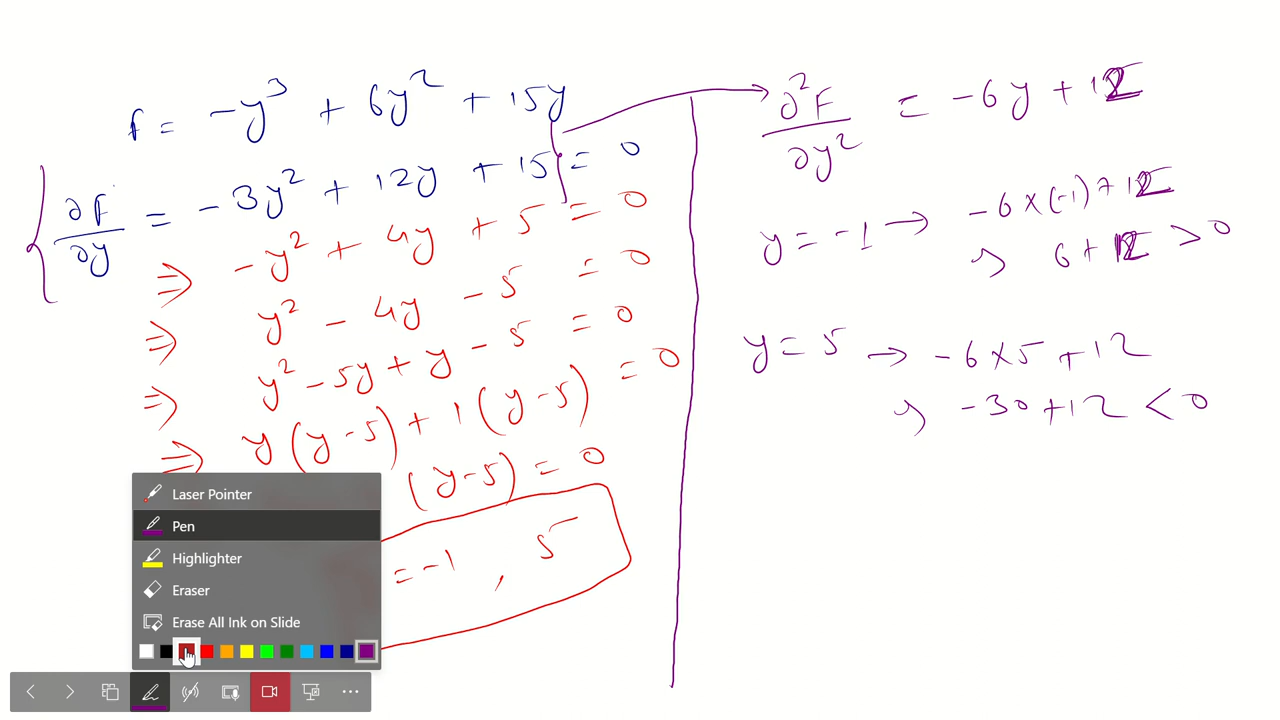 f = -y³ + 6y² + 15y
∂F/∂y = -3y² + 12y + 15 = 0
⇒ -y² + 4y + 5 = 0
⇒ y² - 4y - 5 = 0
⇒ y² - 5y + y - 5 = 0
⇒ y(y-5) + 1(y-5) = 0
(y-5) = 0
= -1 , 5
∂²F/∂y² = -6y + 12
y = -1 → -6×(-1)+12
⇒ 6+12 >0
y = 5 → -6×5 +12
⇒ -30+12 <0
Laser Pointer
Pen
Highlighter
Eraser
Erase All Ink on Slide